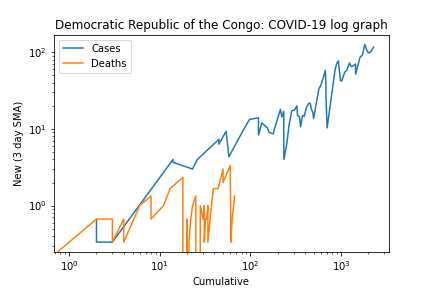 Democratic Republic of the Congo: COVID-19 log graph
Cases
Deaths
New (3 day SMA)
10²
10¹
10⁰
10⁰ 10¹ 10² 10³
Cumulative